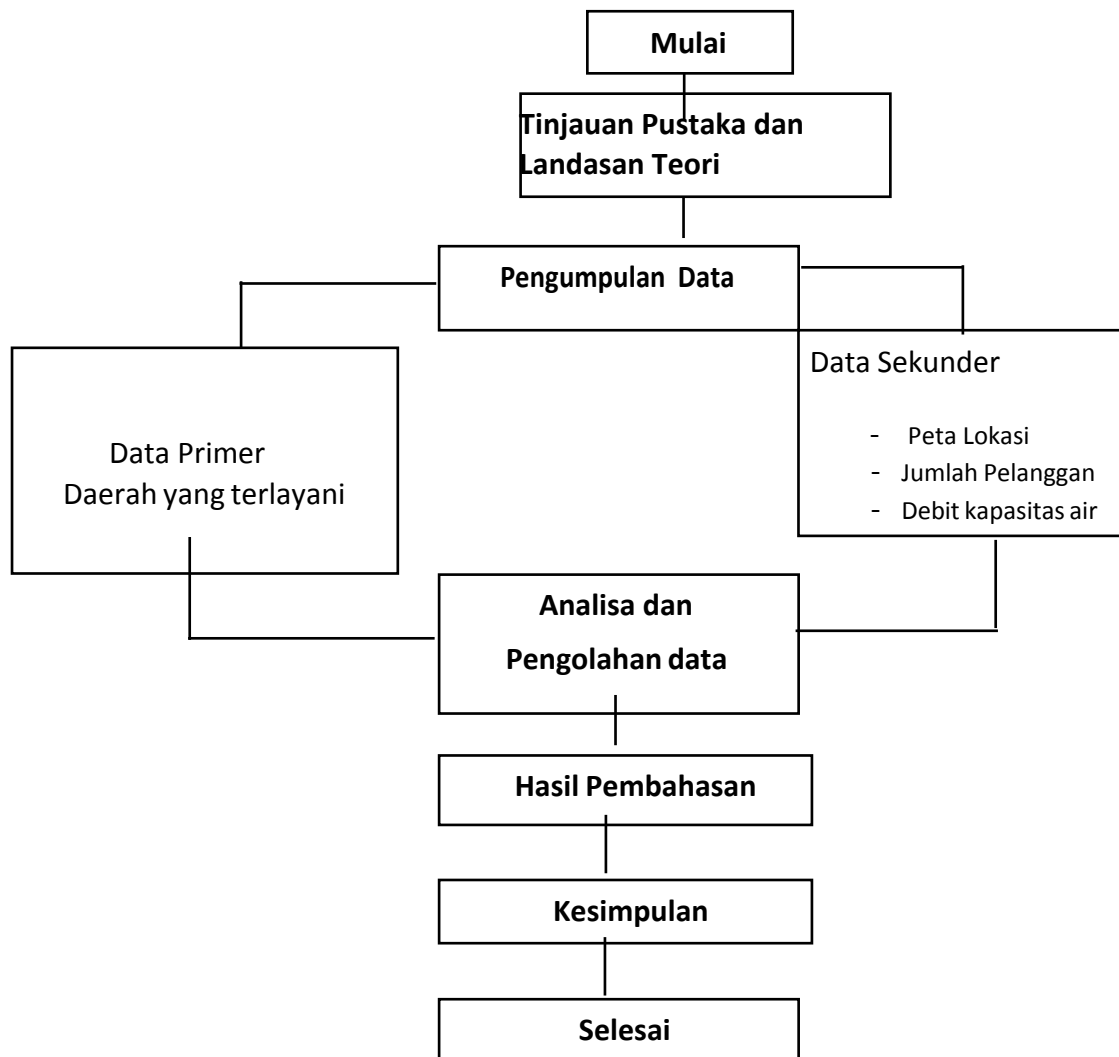 Mulai
Tinjauan Pustaka dan
Landasan Teori
Pengumpulan Data
Data Primer
Daerah yang terlayani
Data Sekunder
- Peta Lokasi
- Jumlah Pelanggan
- Debit kapasitas air
Analisa dan
Pengolahan data
Hasil Pembahasan
Kesimpulan
Selesai